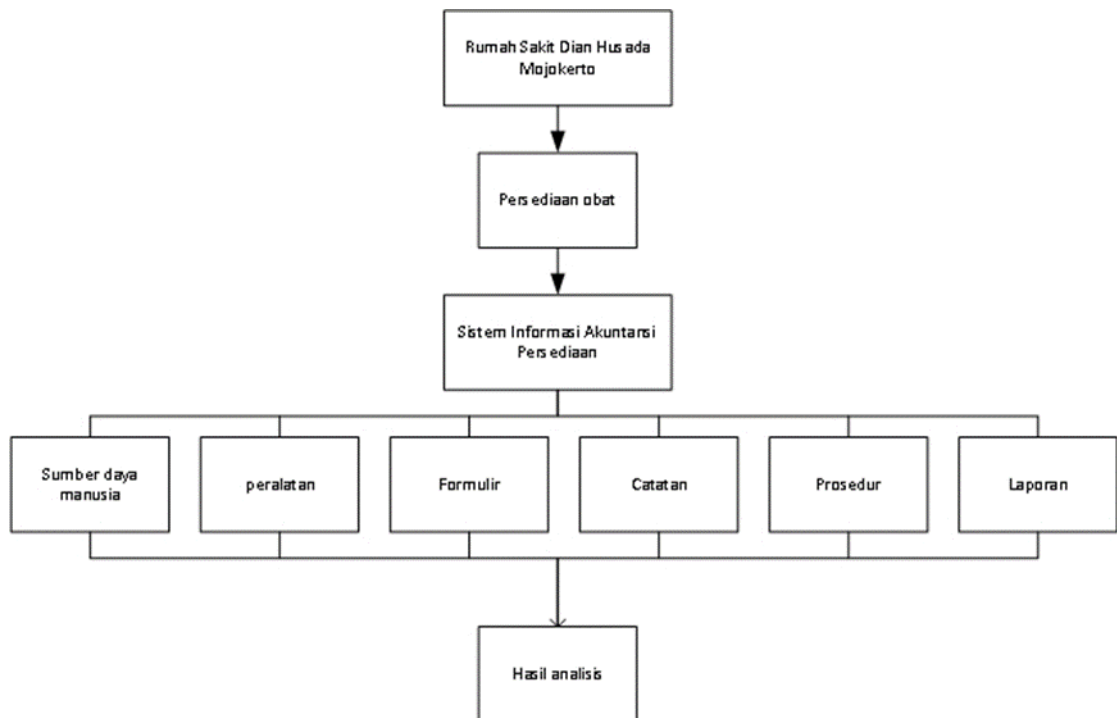 Rumah Sakit Dian Husada
Mojokerto
Persediaan obat
Sistem Informasi Akuntansi
Persediaan
Sumber daya
manusia
peralatan
Formulir
Catatan
Prosedur
Laporan
Hasil analisis